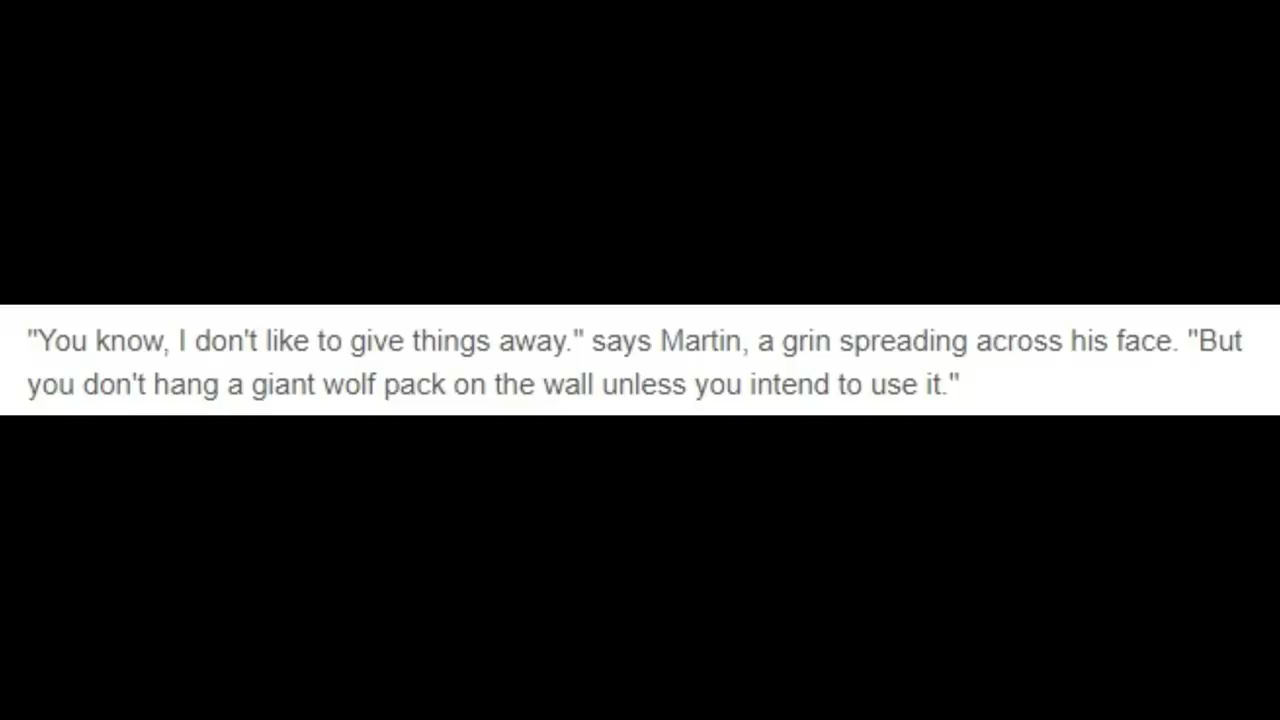 "You know, I don't like to give things away." says Martin, a grin spreading across his face. "But
you don't hang a giant wolf pack on the wall unless you intend to use it."